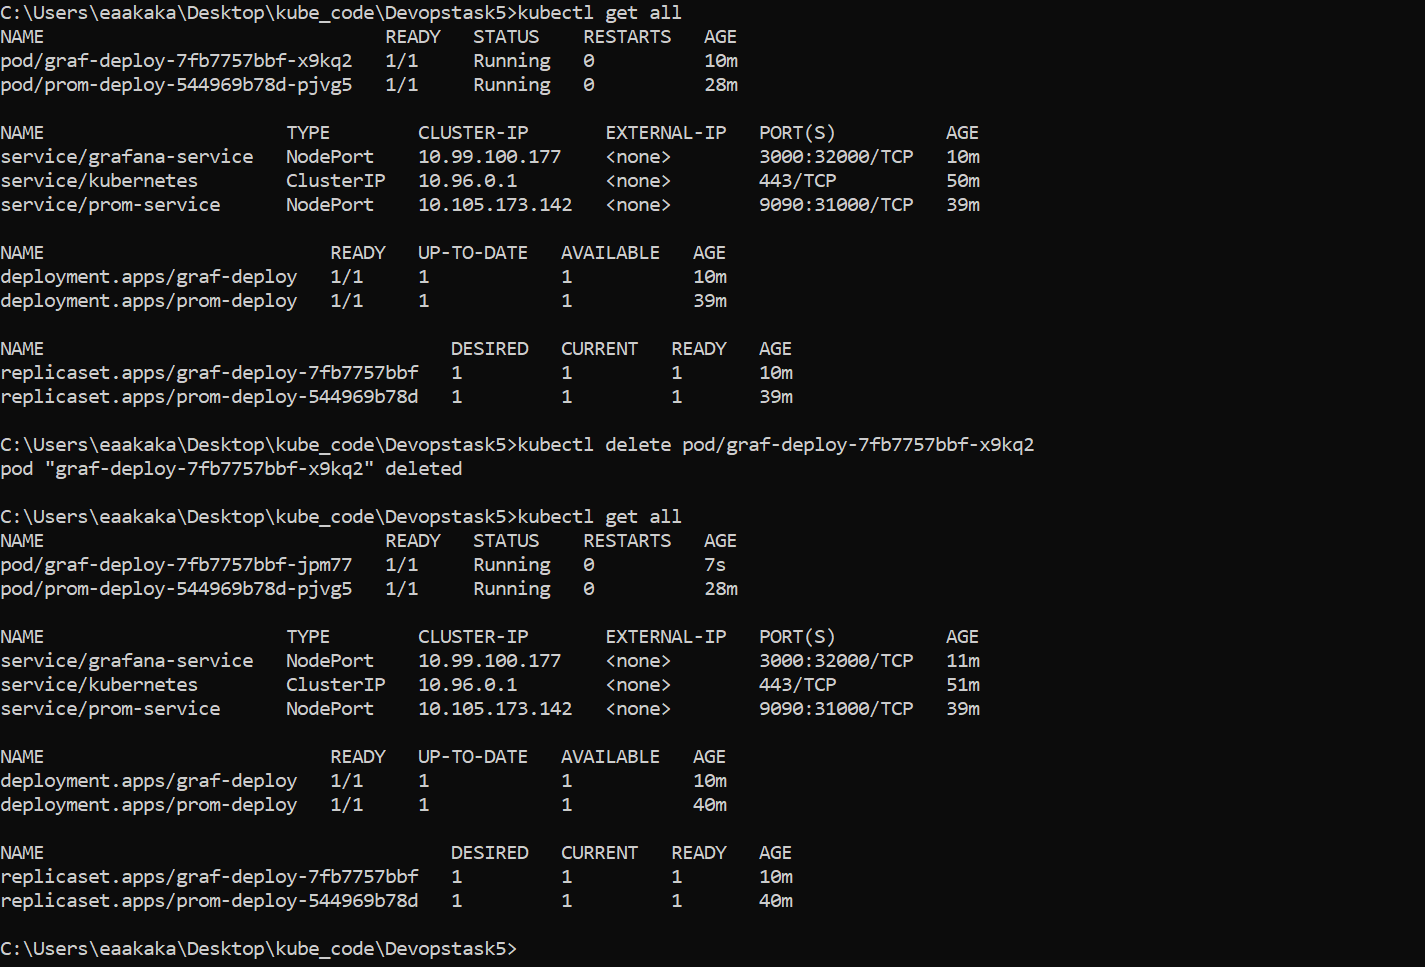 C:\Users\eaakaka\Desktop\kube_code\Devopstask5>kubectl get all
NAME READY STATUS RESTARTS AGE
pod/graf-deploy-7fb7757bbf-x9kq2 1/1 Running 0 10m
pod/prom-deploy-544969b78d-pjvg5 1/1 Running 0 28m
NAME TYPE CLUSTER-IP EXTERNAL-IP PORT(S) AGE
service/grafana-service NodePort 10.99.100.177 <none> 3000:32000/TCP 10m
service/kubernetes ClusterIP 10.96.0.1 <none> 443/TCP 50m
service/prom-service NodePort 10.105.173.142 <none> 9090:31000/TCP 39m
NAME READY UP-TO-DATE AVAILABLE AGE
deployment.apps/graf-deploy 1/1 1 1 10m
deployment.apps/prom-deploy 1/1 1 1 39m
NAME DESIRED CURRENT READY AGE
replicaset.apps/graf-deploy-7fb7757bbf 1 1 1 10m
replicaset.apps/prom-deploy-544969b78d 1 1 1 39m
C:\Users\eaakaka\Desktop\kube_code\Devopstask5>kubectl delete pod/graf-deploy-7fb7757bbf-x9kq2
pod "graf-deploy-7fb7757bbf-x9kq2" deleted
C:\Users\eaakaka\Desktop\kube_code\Devopstask5>kubectl get all
NAME READY STATUS RESTARTS AGE
pod/graf-deploy-7fb7757bbf-jpm77 1/1 Running 0 7s
pod/prom-deploy-544969b78d-pjvg5 1/1 Running 0 28m
NAME TYPE CLUSTER-IP EXTERNAL-IP PORT(S) AGE
service/grafana-service NodePort 10.99.100.177 <none> 3000:32000/TCP 11m
service/kubernetes ClusterIP 10.96.0.1 <none> 443/TCP 51m
service/prom-service NodePort 10.105.173.142 <none> 9090:31000/TCP 39m
NAME READY UP-TO-DATE AVAILABLE AGE
deployment.apps/graf-deploy 1/1 1 1 10m
deployment.apps/prom-deploy 1/1 1 1 40m
NAME DESIRED CURRENT READY AGE
replicaset.apps/graf-deploy-7fb7757bbf 1 1 1 10m
replicaset.apps/prom-deploy-544969b78d 1 1 1 40m
C:\Users\eaakaka\Desktop\kube_code\Devopstask5>